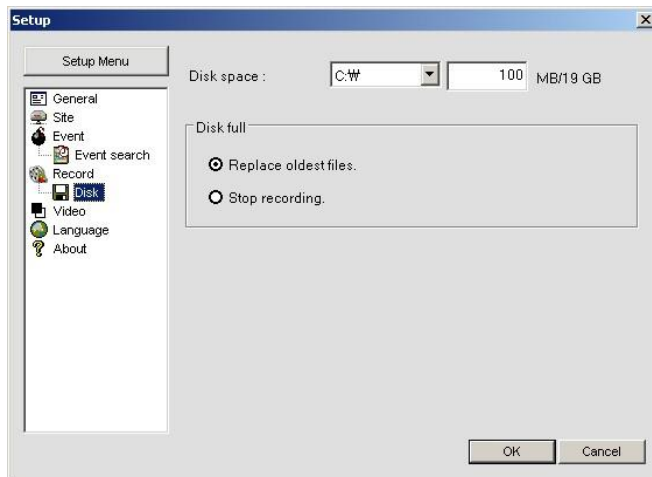 Setup
Setup Menu
General
Site
Event
Event search
Record
Disk
Video
Language
About
Disk space :
C:₩
100
MB/19 GB
Disk full
Replace oldest files.
Stop recording.
OK
Cancel